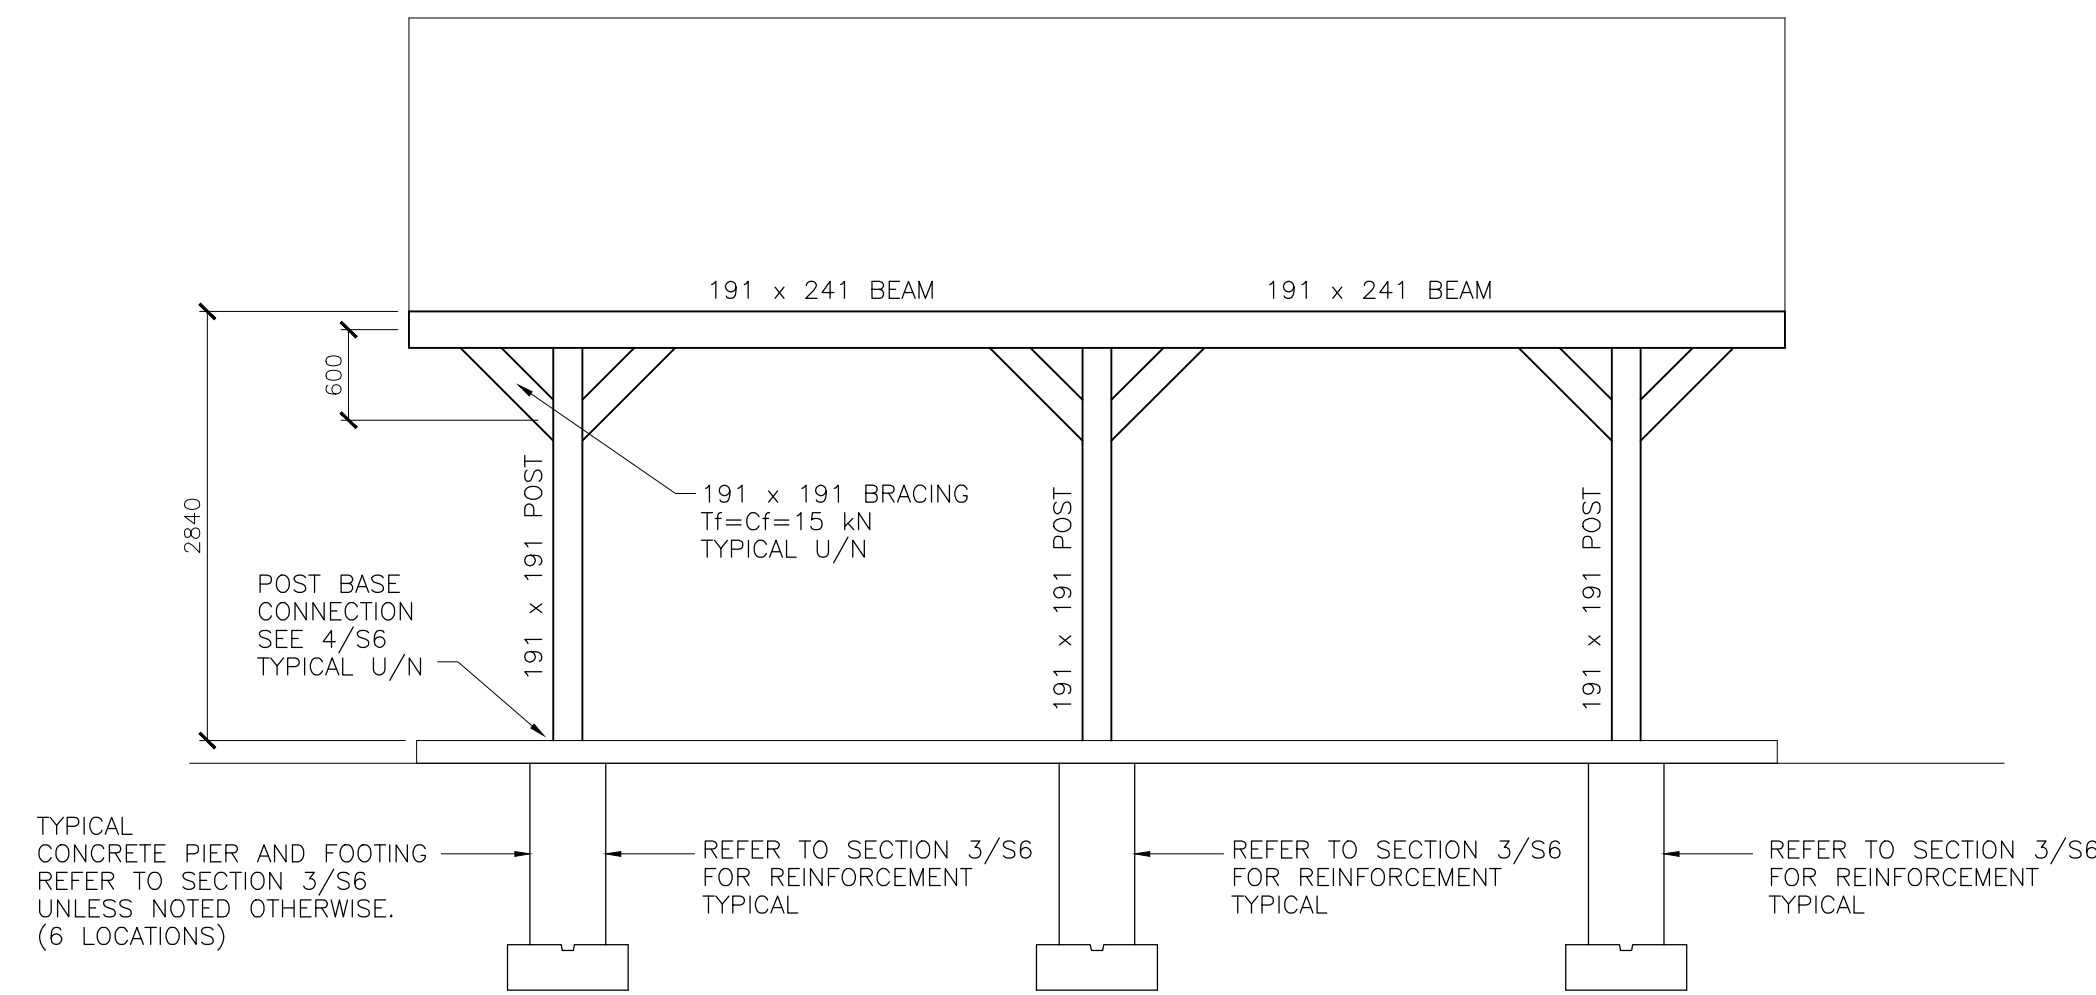 191 x 241 BEAM
191 x 241 BEAM
600
2840
191 x 191 BRACING
Tf=Cf=15 kN
TYPICAL U/N
191 x 191 POST
191 x 191 POST
191 x 191 POST
POST BASE
CONNECTION
SEE 4/S6
TYPICAL U/N
TYPICAL
CONCRETE PIER AND FOOTING
REFER TO SECTION 3/S6
UNLESS NOTED OTHERWISE.
(6 LOCATIONS)
REFER TO SECTION 3/S6
FOR REINFORCEMENT
TYPICAL
REFER TO SECTION 3/S6
FOR REINFORCEMENT
TYPICAL
REFER TO SECTION 3/S6
FOR REINFORCEMENT
TYPICAL